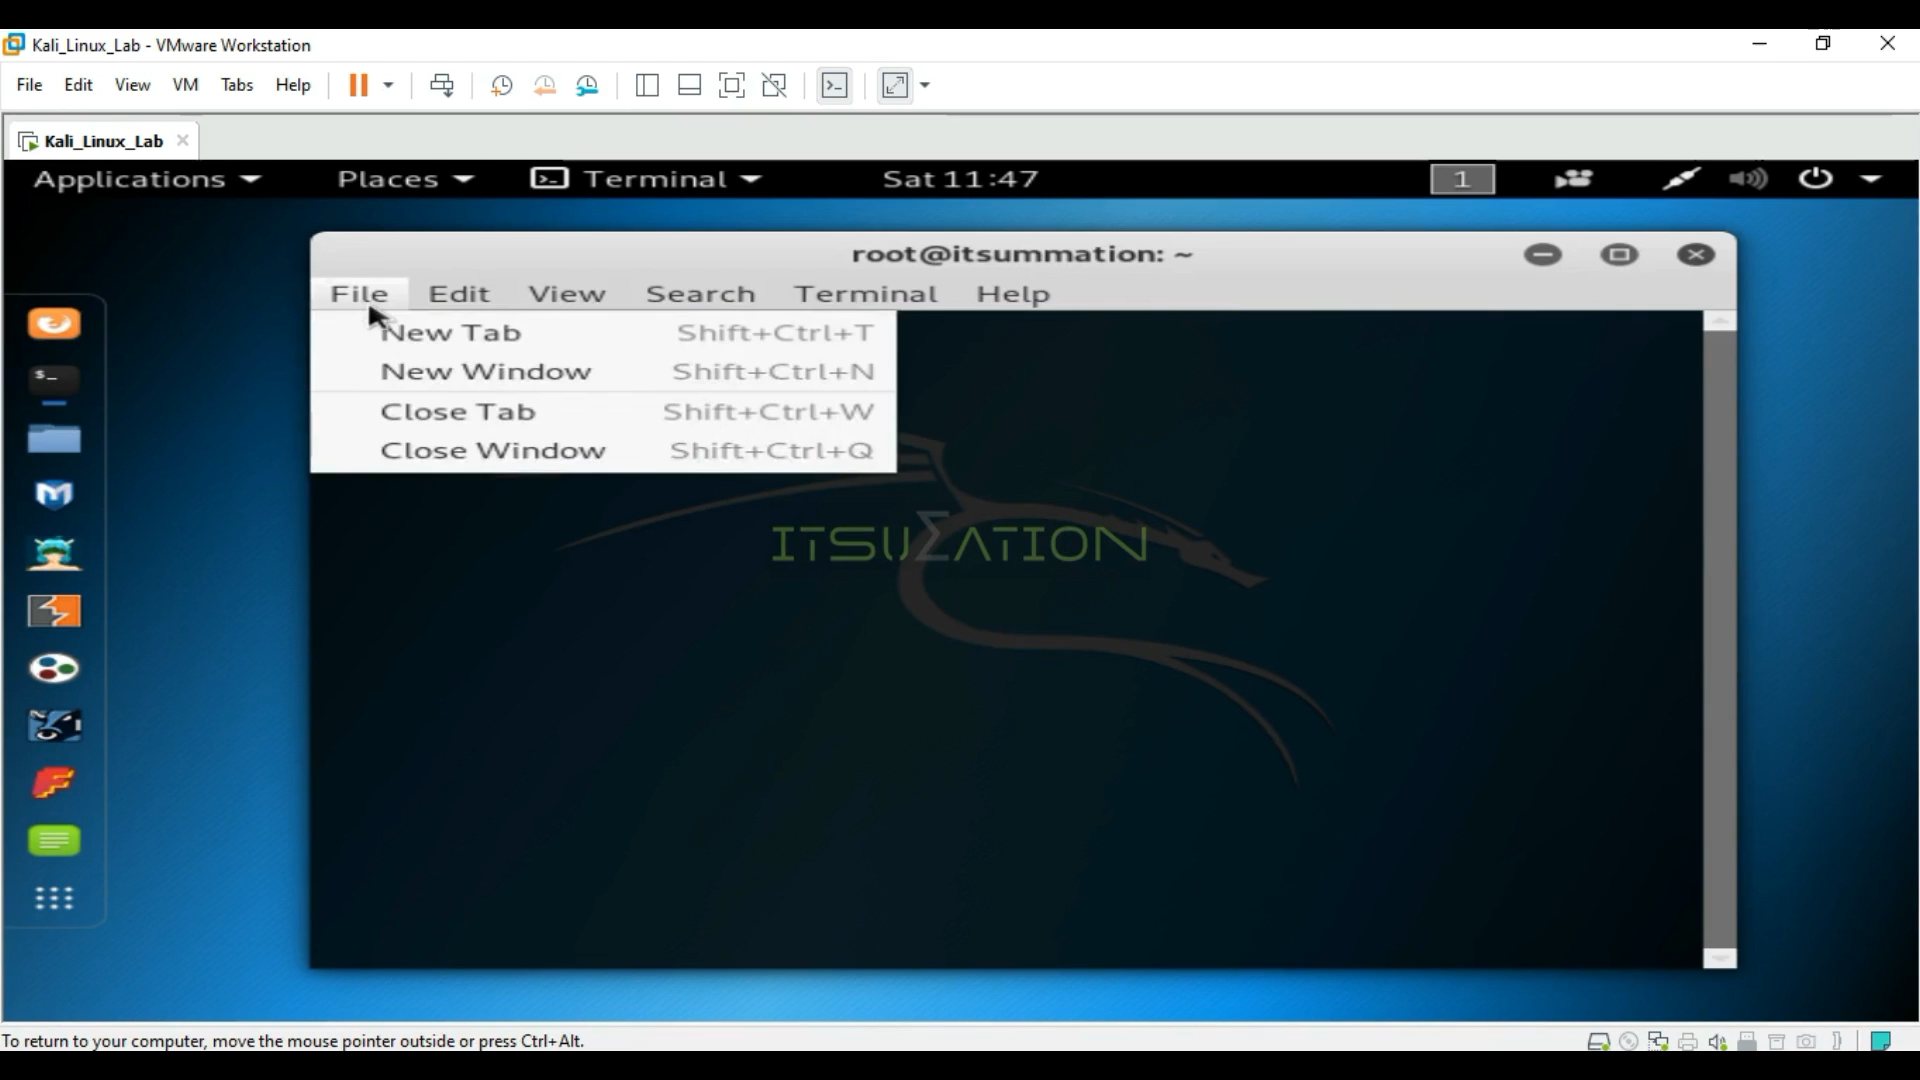 Kali_Linux_Lab - VMware Workstation
File Edit View VM Tabs Help
Kali_Linux_Lab
Applications Places Terminal Sat 11:47 1
root@itsummation: ~
File Edit View Search Terminal Help
New Tab Shift+Ctrl+T
New Window Shift+Ctrl+N
Close Tab Shift+Ctrl+W
Close Window Shift+Ctrl+Q
ITSUΣATION
To return to your computer, move the mouse pointer outside or press Ctrl+Alt.